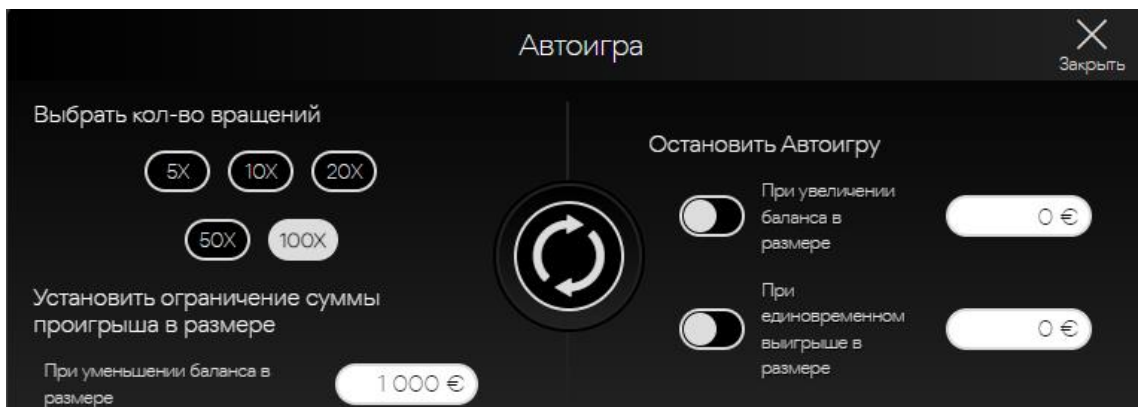 Автоигра
Закрыть
Выбрать кол-во вращений
5X 10X 20X
50X 100X
Установить ограничение суммы
проигрыша в размере
При уменьшении баланса в
размере
1 000 €
Остановить Автоигру
При увеличении
баланса в
размере
0 €
При
единовременном
выигрыше в
размере
0 €